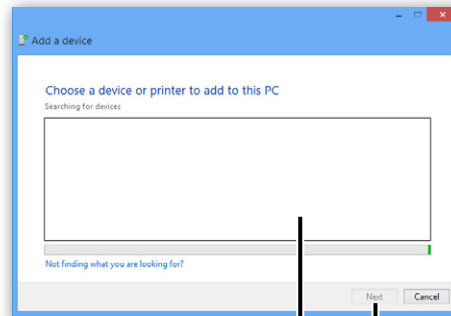 Add a device
Choose a device or printer to add to this PC
Searching for devices
Not finding what you are looking for?
Next Cancel